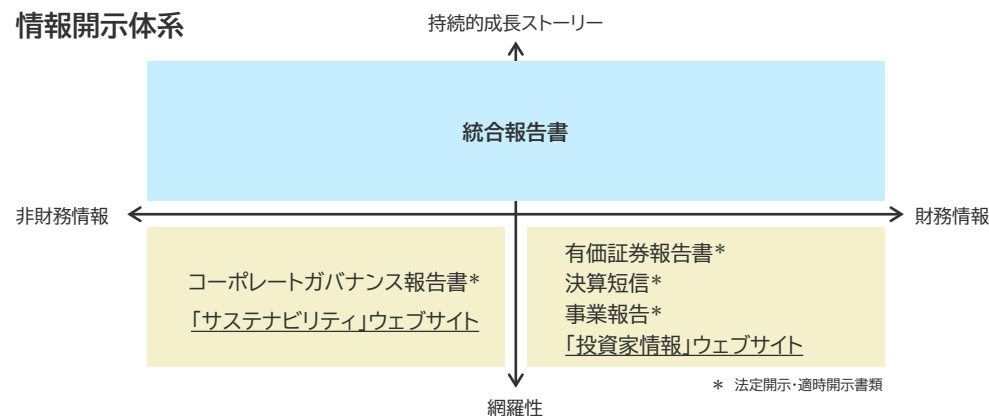 情報開示体系
持続的成長ストーリー
統合報告書
非財務情報
財務情報
コーポレートガバナンス報告書*
「サステナビリティ」ウェブサイト
有価証券報告書*
決算短信*
事業報告*
「投資家情報」ウェブサイト
* 法定開示・適時開示書類
網羅性